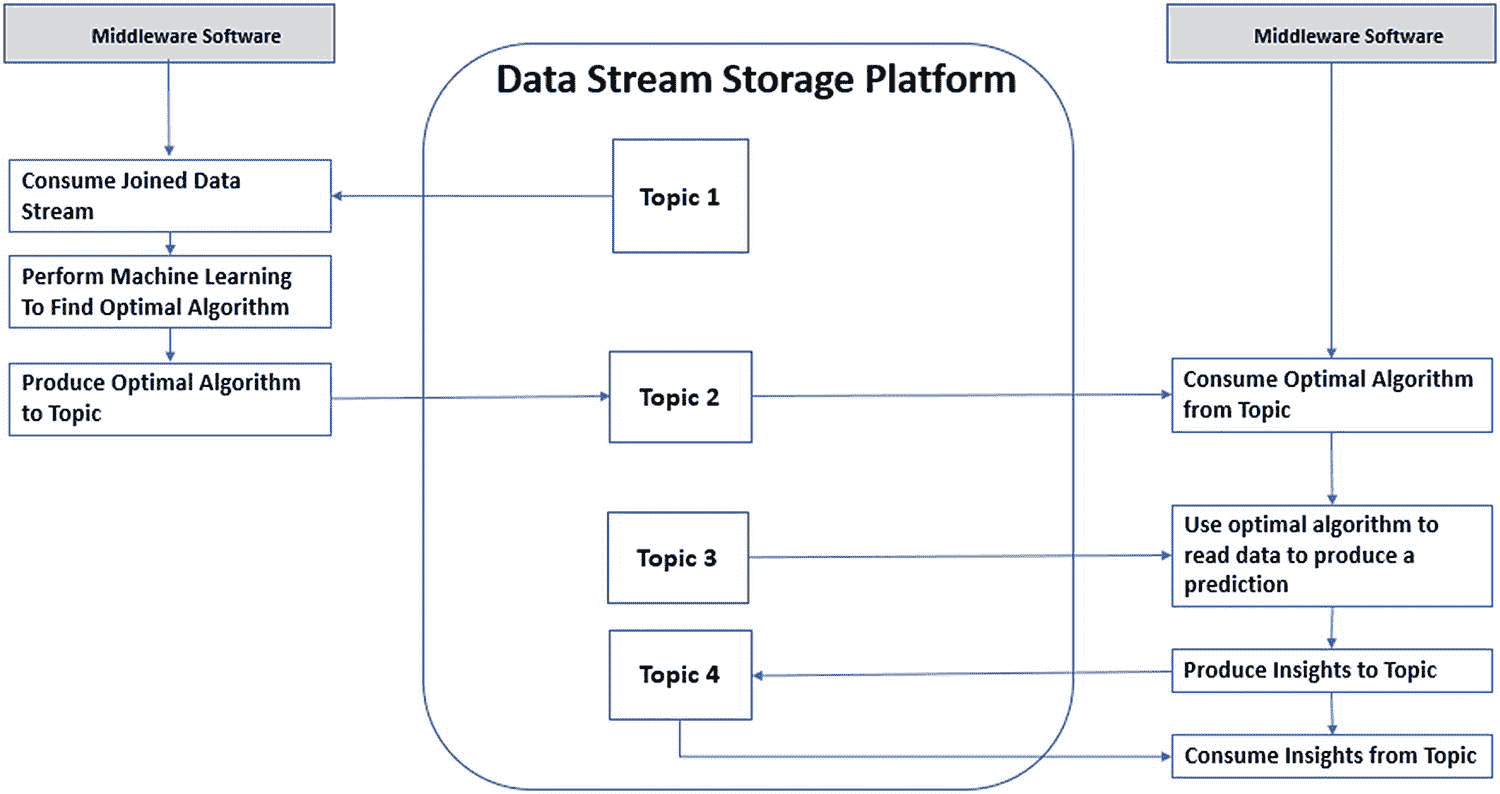 Middleware Software
Middleware Software
Data Stream Storage Platform
Consume Joined Data
Stream
Topic 1
Perform Machine Learning
To Find Optimal Algorithm
Produce Optimal Algorithm
to Topic
Topic 2
Consume Optimal Algorithm
from Topic
Topic 3
Use optimal algorithm to
read data to produce a
prediction
Topic 4
Produce Insights to Topic
Consume Insights from Topic